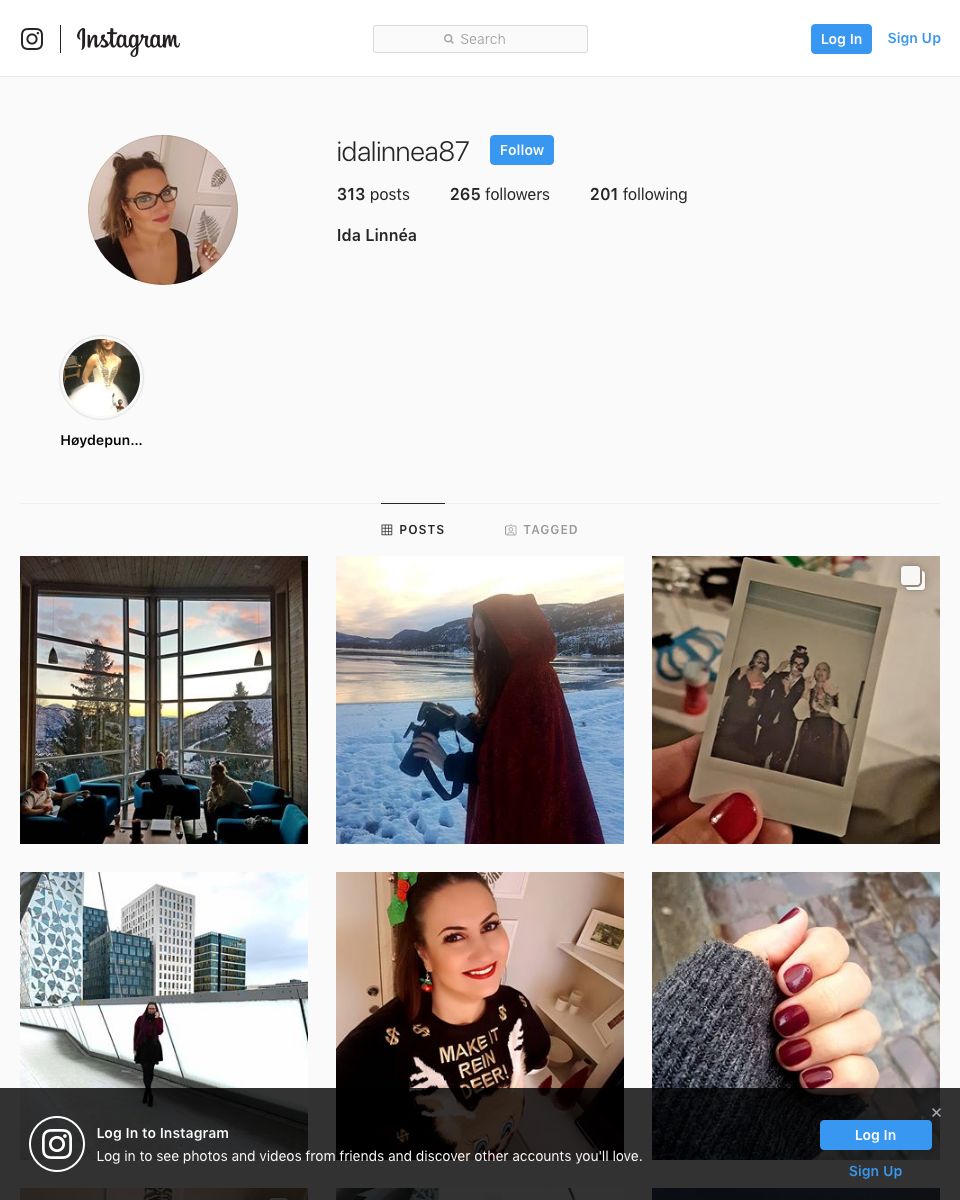 Instagram
Search
Log In
Sign Up
idalinnea87
Follow
313 posts
265 followers
201 following
Ida Linnéa
Høydepun...
POSTS
TAGGED
MAKE IT
REIN
DEER!
Log In to Instagram
Log in to see photos and videos from friends and discover other accounts you'll love.
Log In
Sign Up